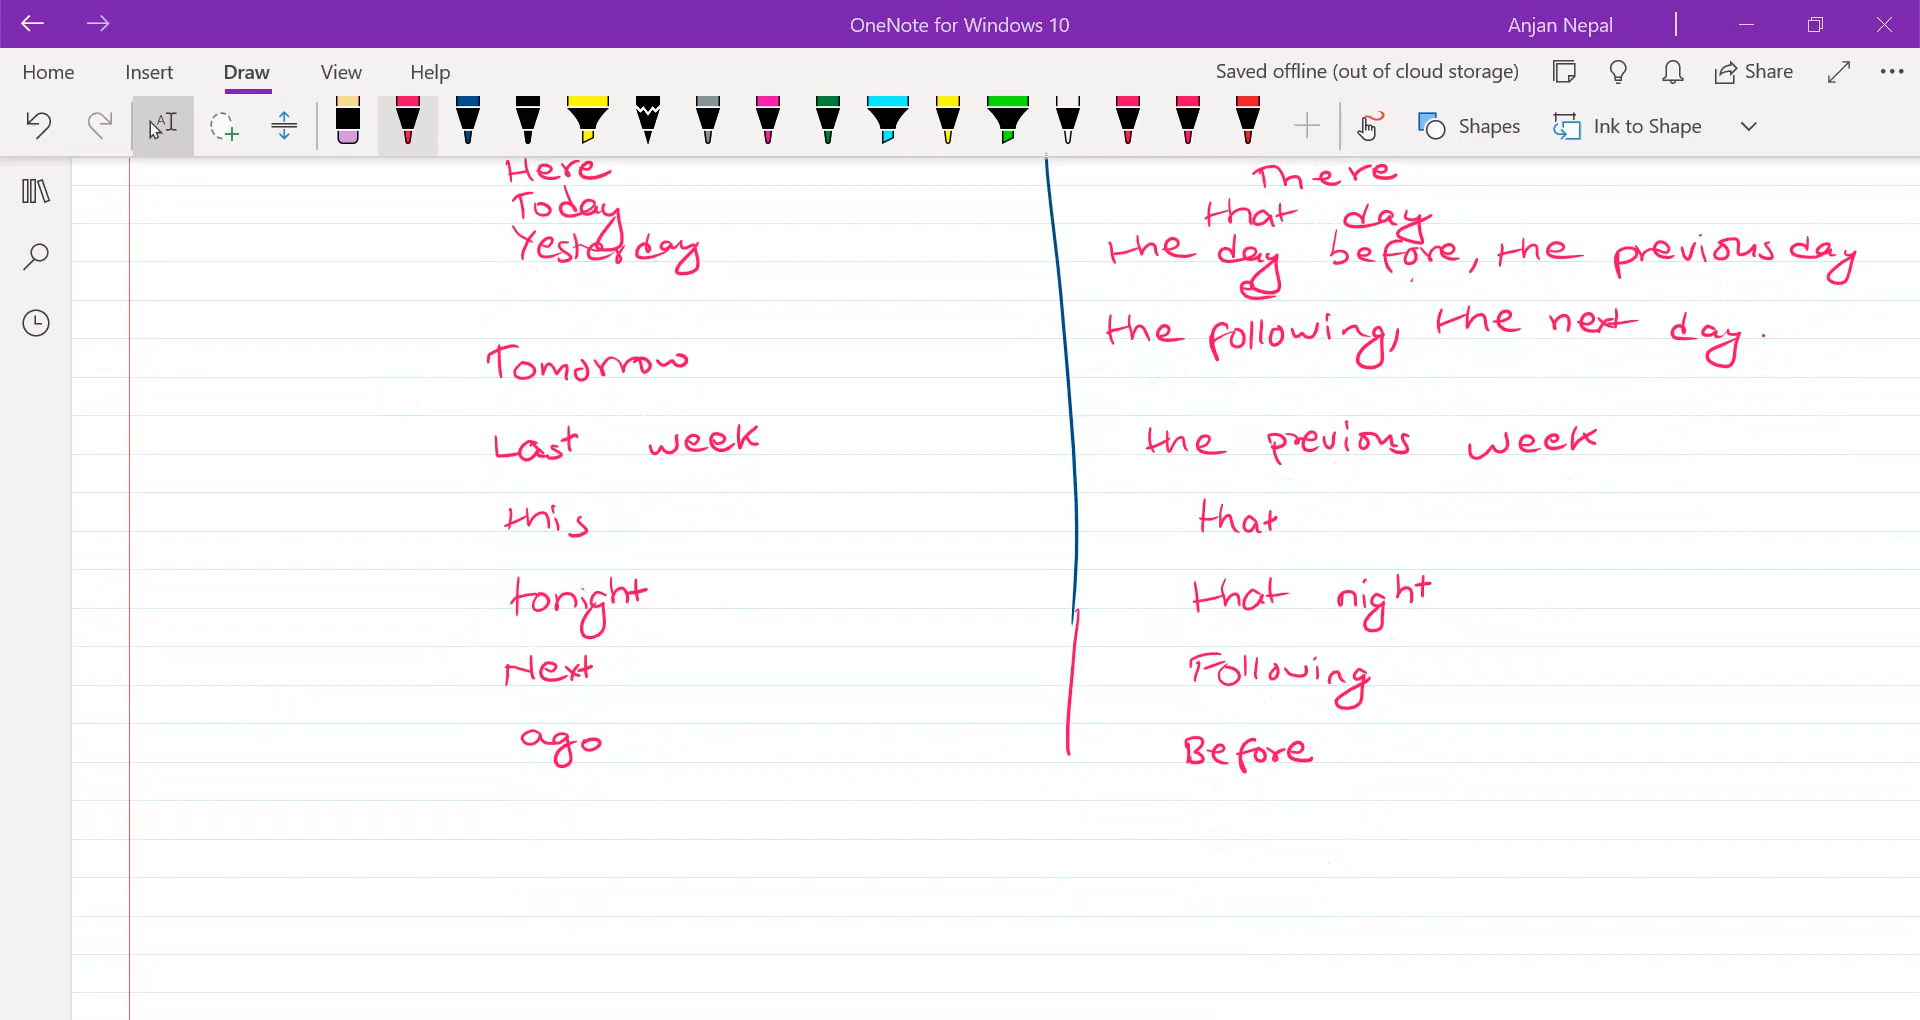 OneNote for Windows 10 Anjan Nepal
Home Insert Draw View Help Saved offline (out of cloud storage) Share
Shapes Ink to Shape
Here There
Today that day
Yesterday the day before, the previous day
Tomorrow the following, the next day.
Last week the previous week
this that
tonight that night
Next Following
ago Before